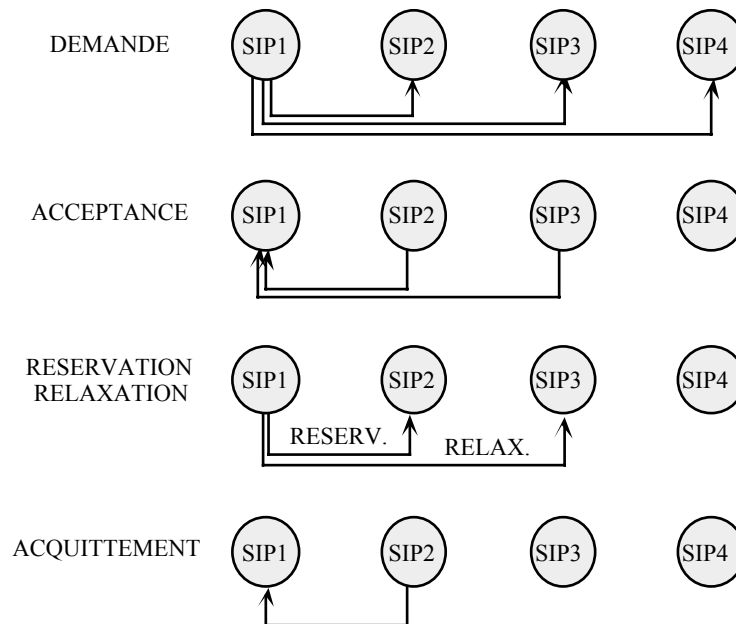 DEMANDE
SIP1 SIP2 SIP3 SIP4
ACCEPTANCE
SIP1 SIP2 SIP3 SIP4
RESERVATION
RELAXATION
SIP1 SIP2 SIP3 SIP4
RESERV. RELAX.
ACQUITTEMENT
SIP1 SIP2 SIP3 SIP4